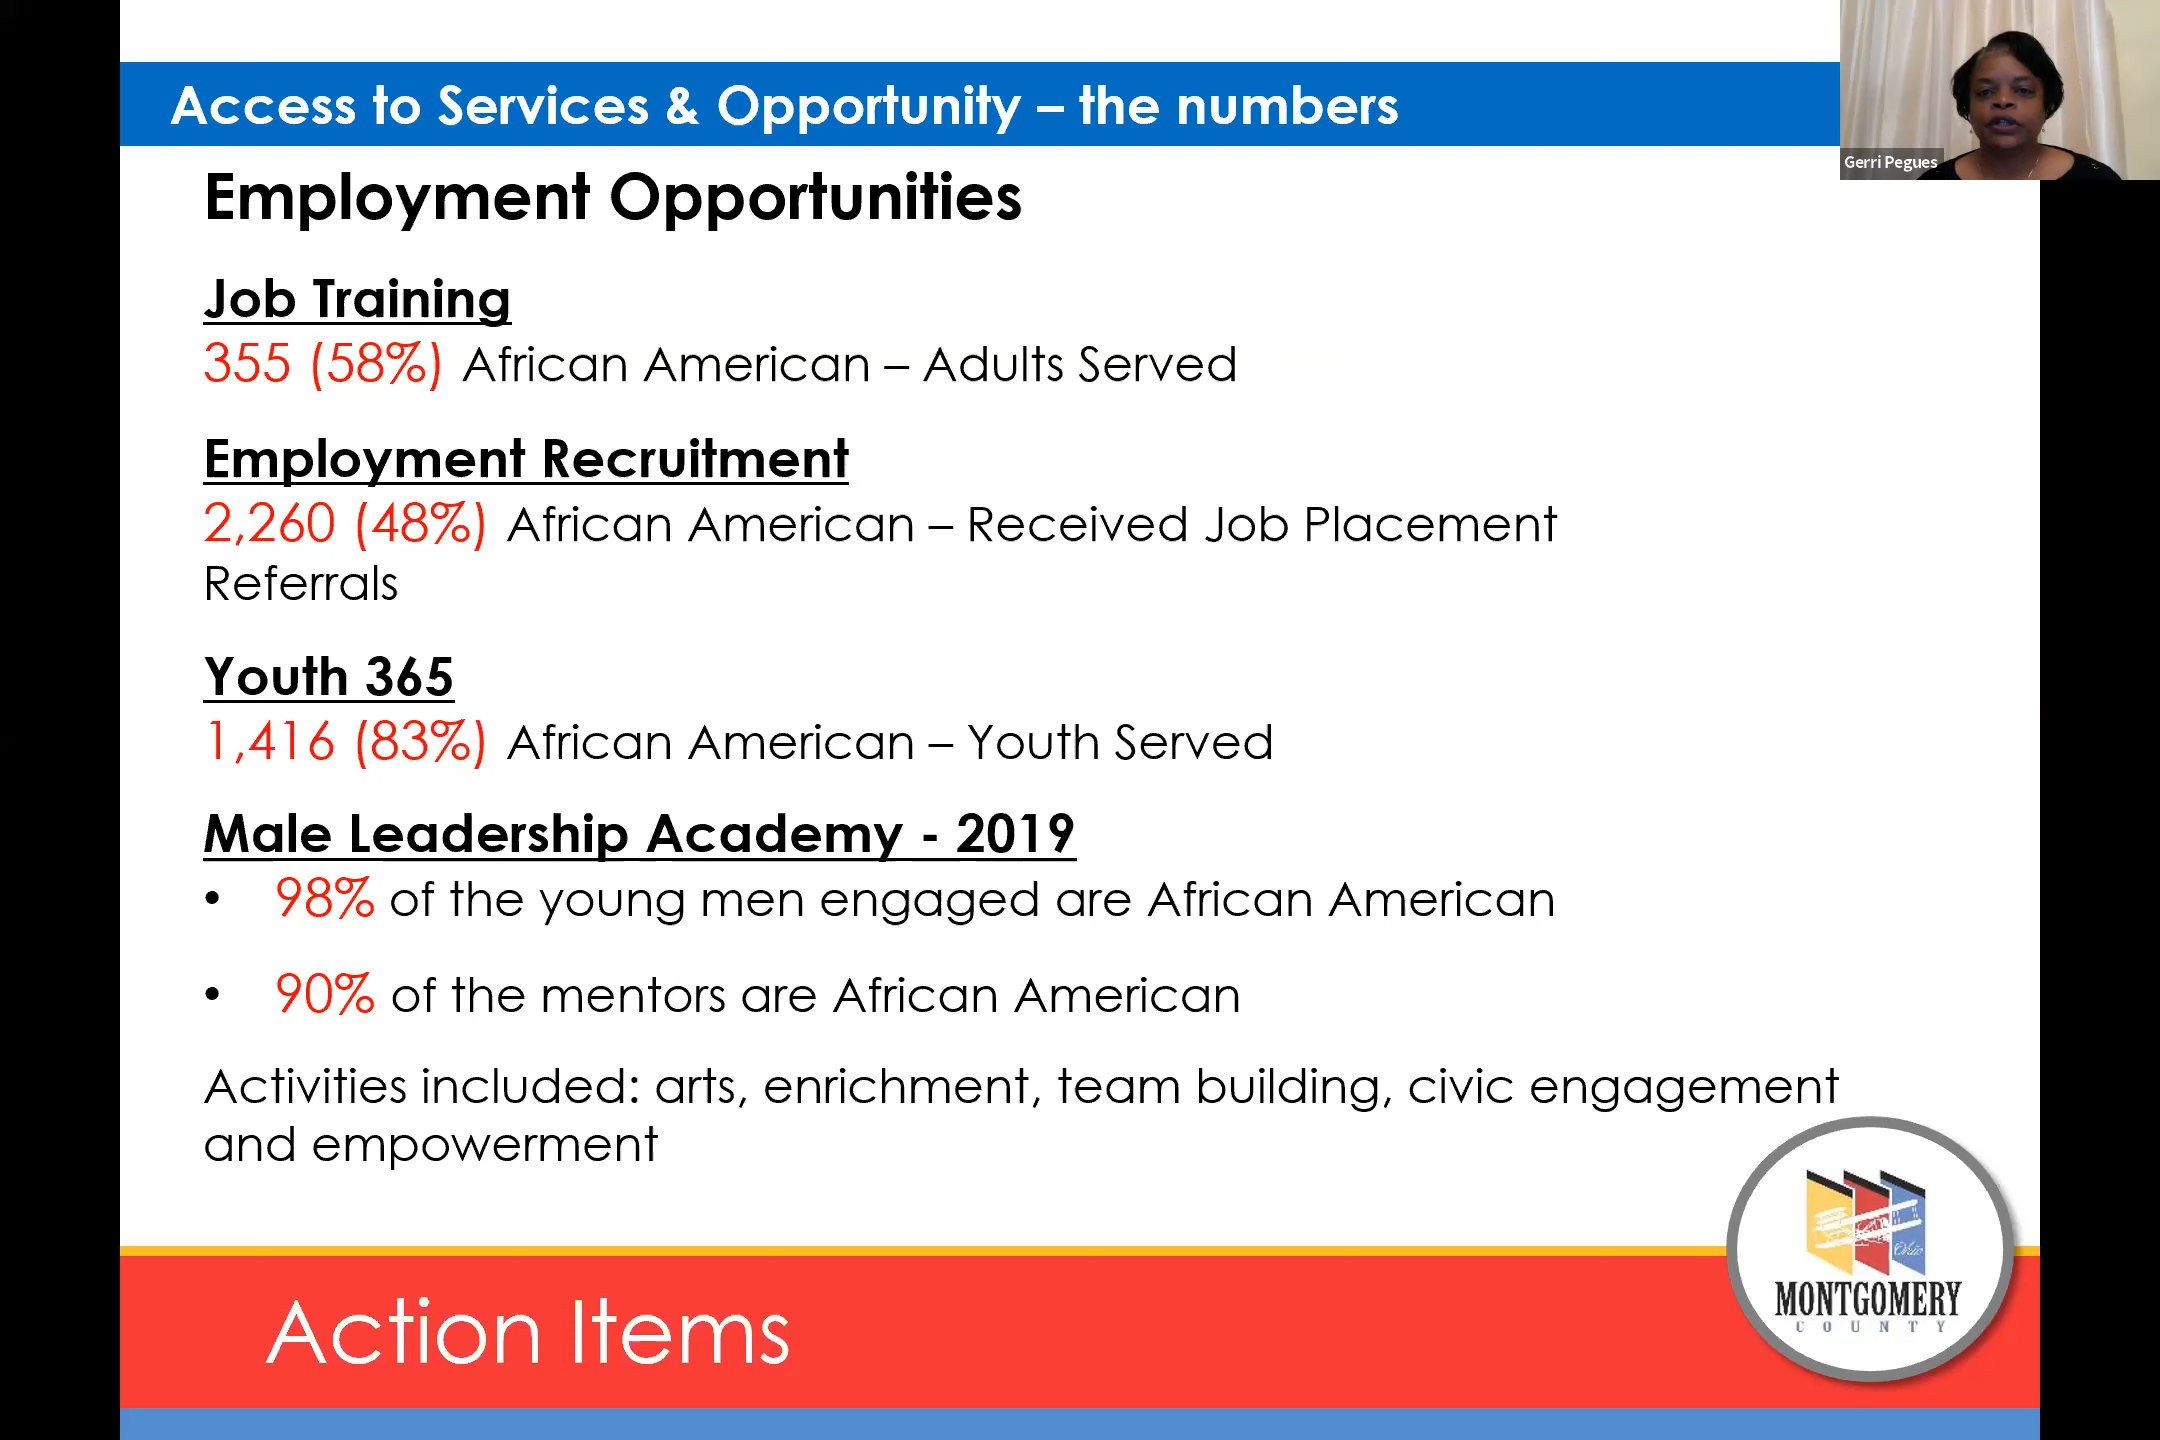 Access to Services & Opportunity – the numbers
Gerri Pegues
Employment Opportunities
Job Training
355 (58%) African American – Adults Served
Employment Recruitment
2,260 (48%) African American – Received Job Placement
Referrals
Youth 365
1,416 (83%) African American – Youth Served
Male Leadership Academy - 2019
• 98% of the young men engaged are African American
• 90% of the mentors are African American
Activities included: arts, enrichment, team building, civic engagement
and empowerment
Ohio
MONTGOMERY
COUNTY
Action Items